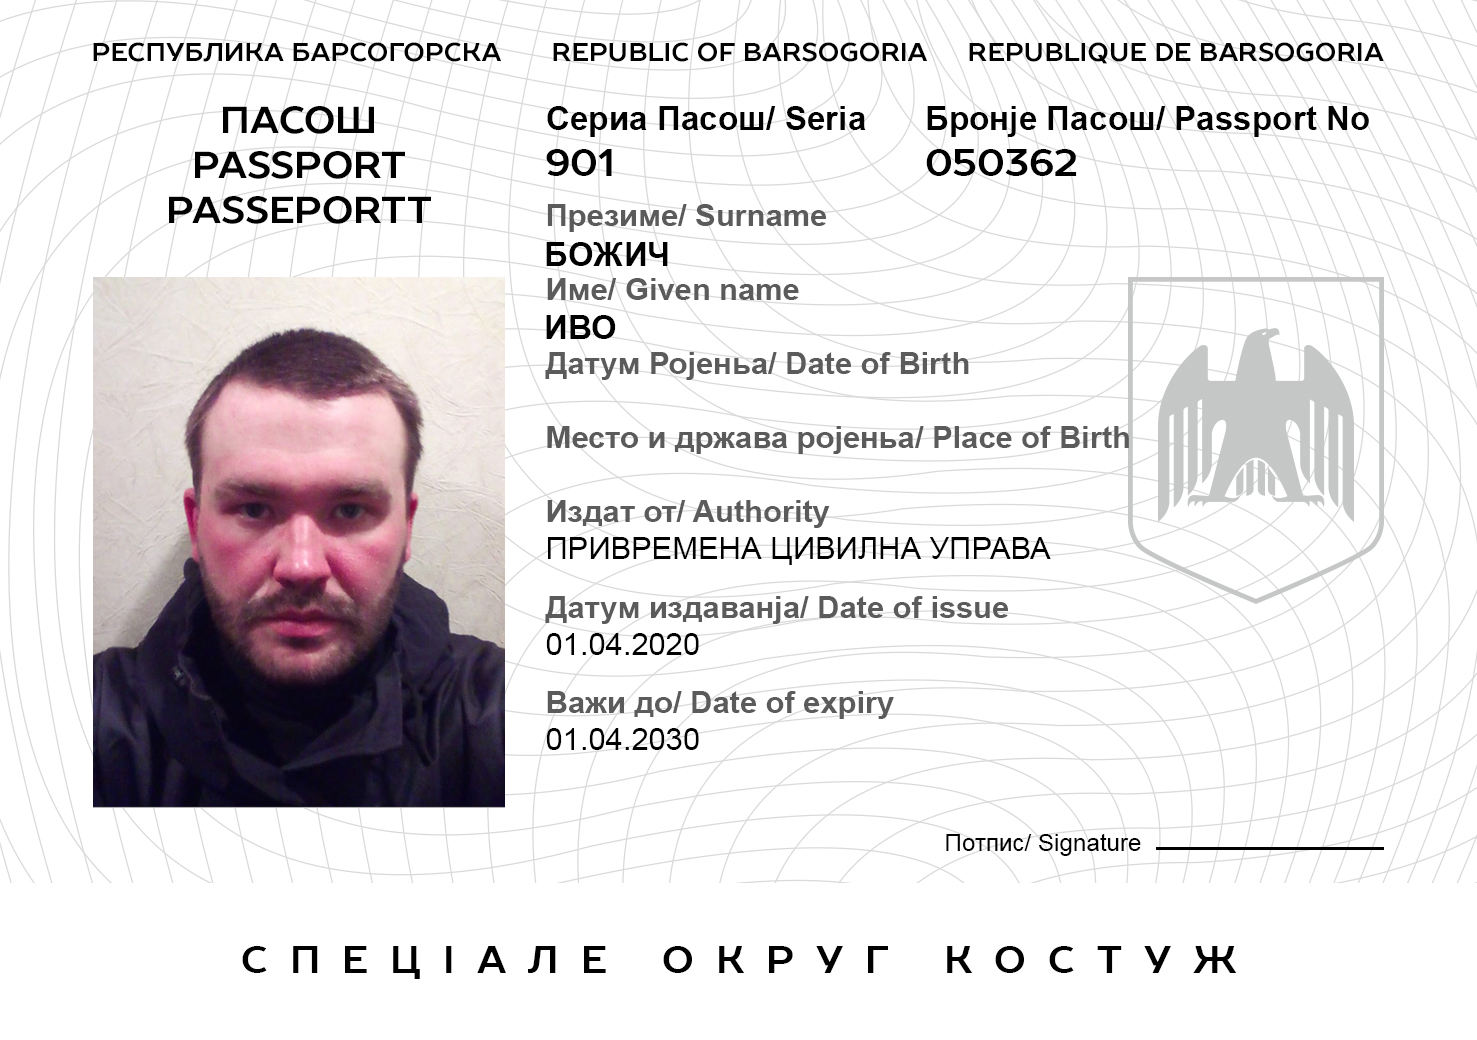 РЕСПУБЛИКА БАРСОГОРСКА REPUBLIC OF BARSOGORIA REPUBLIQUE DE BARSOGORIA
ПАСОШ
PASSPORT
PASSEPORTT
Сериа Пасош/ Seria
901
Бронје Пасош/ Passport No
050362
Презиме/ Surname
БОЖИЧ
Име/ Given name
ИВО
ДатумРојења/ Date of Birth
Место и држава ројења/ Place of Birth
Издат от/ Authority
ПРИВРЕМЕНА ЦИВИЛНА УПРАВА
Датум издаванја/ Date of issue
01.04.2020
Важи до/ Date of expiry
01.04.2030
Потпис/ Signature
СПЕЦІАЛЕ ОКРУГ КОСТУЖ